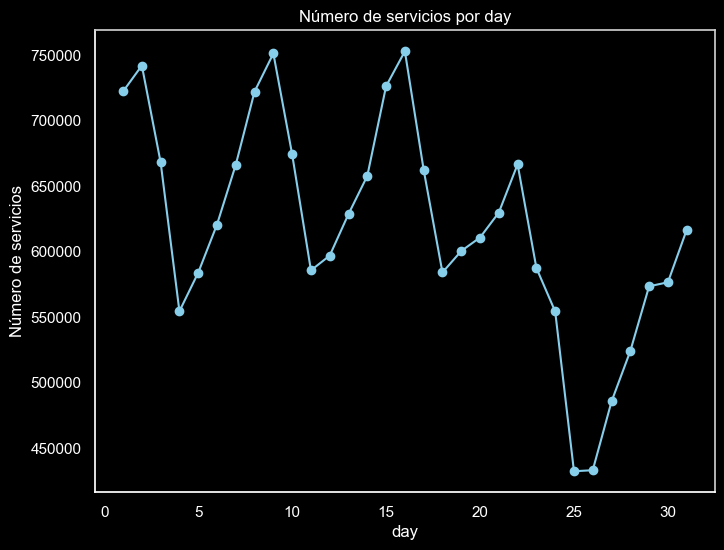 Número de servicios por day
Número de servicios
750000
700000
650000
600000
550000
500000
450000
0 5 10 15 20 25 30
day